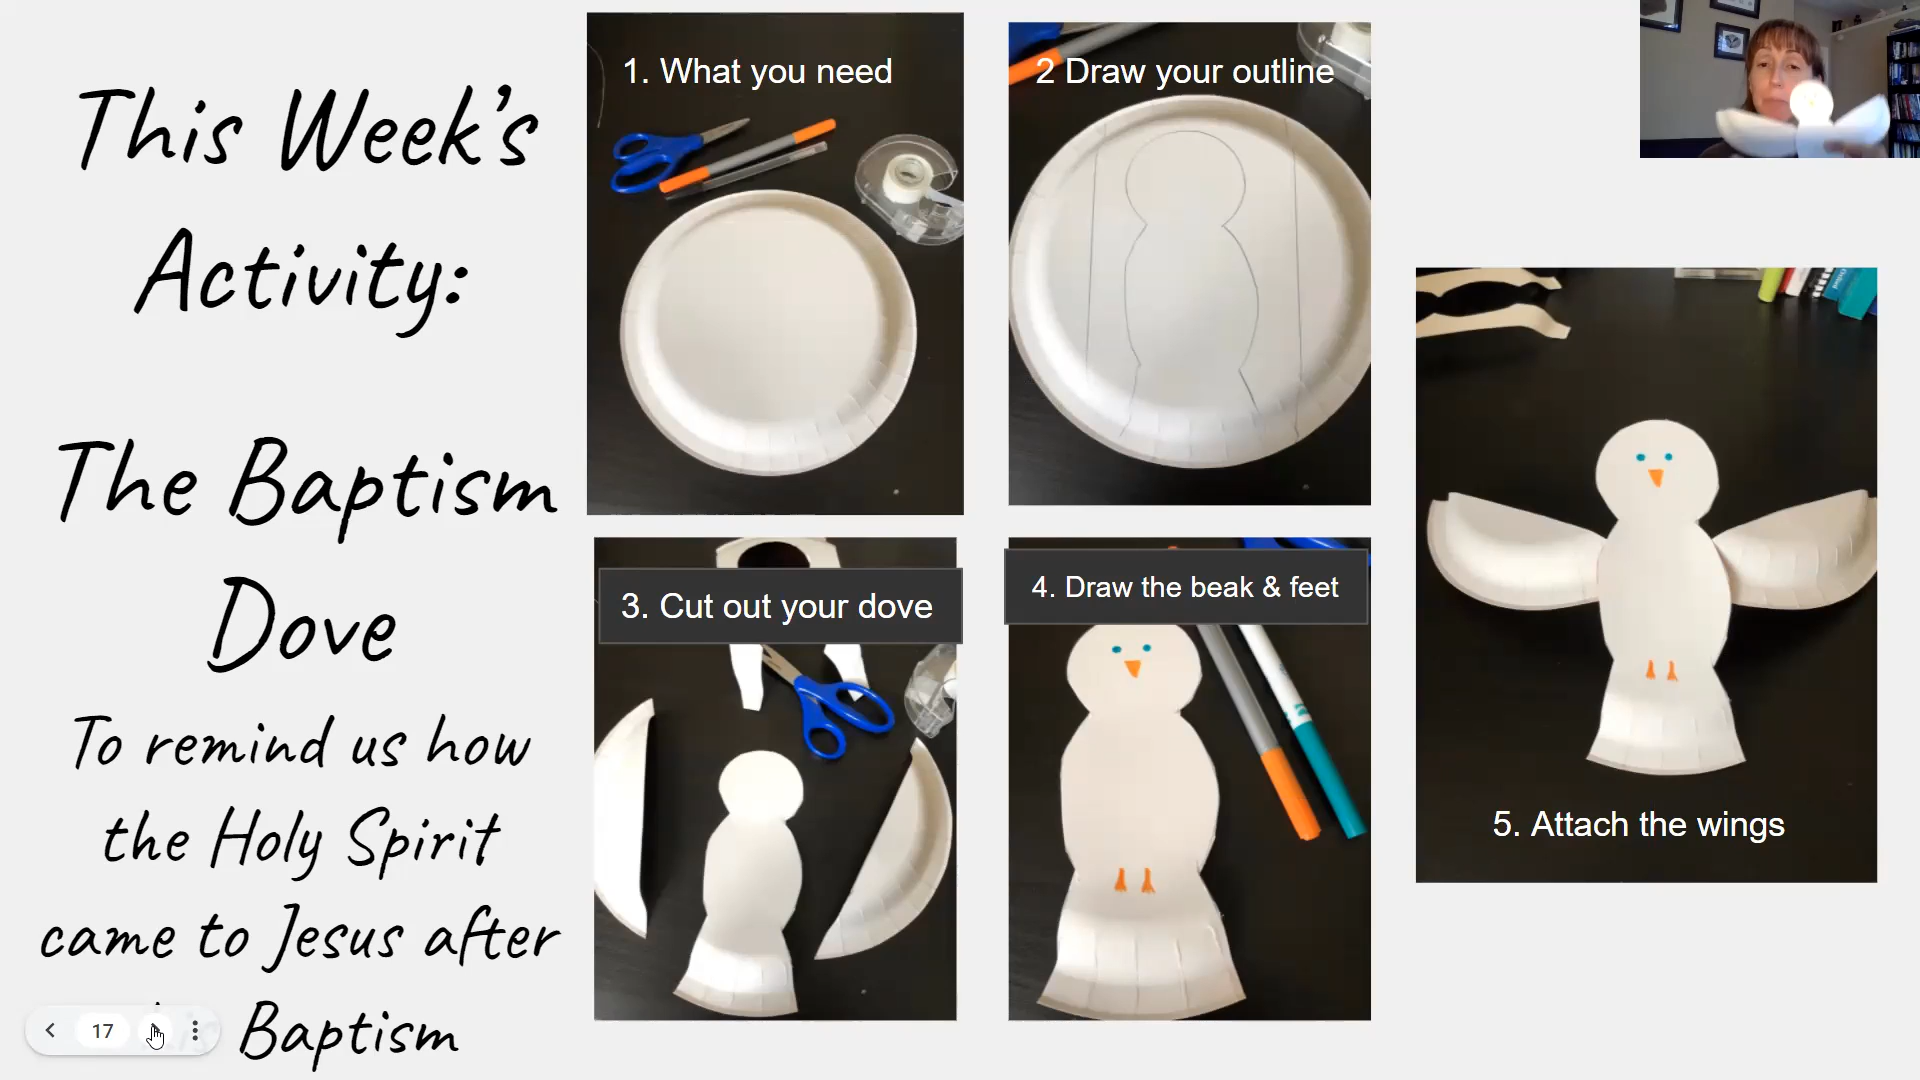 This Week's
Activity:
The Baptism
Dove
To remind us how
the Holy Spirit
came to Jesus after
Baptism
1. What you need
2 Draw your outline
3. Cut out your dove
4. Draw the beak & feet
5. Attach the wings
17